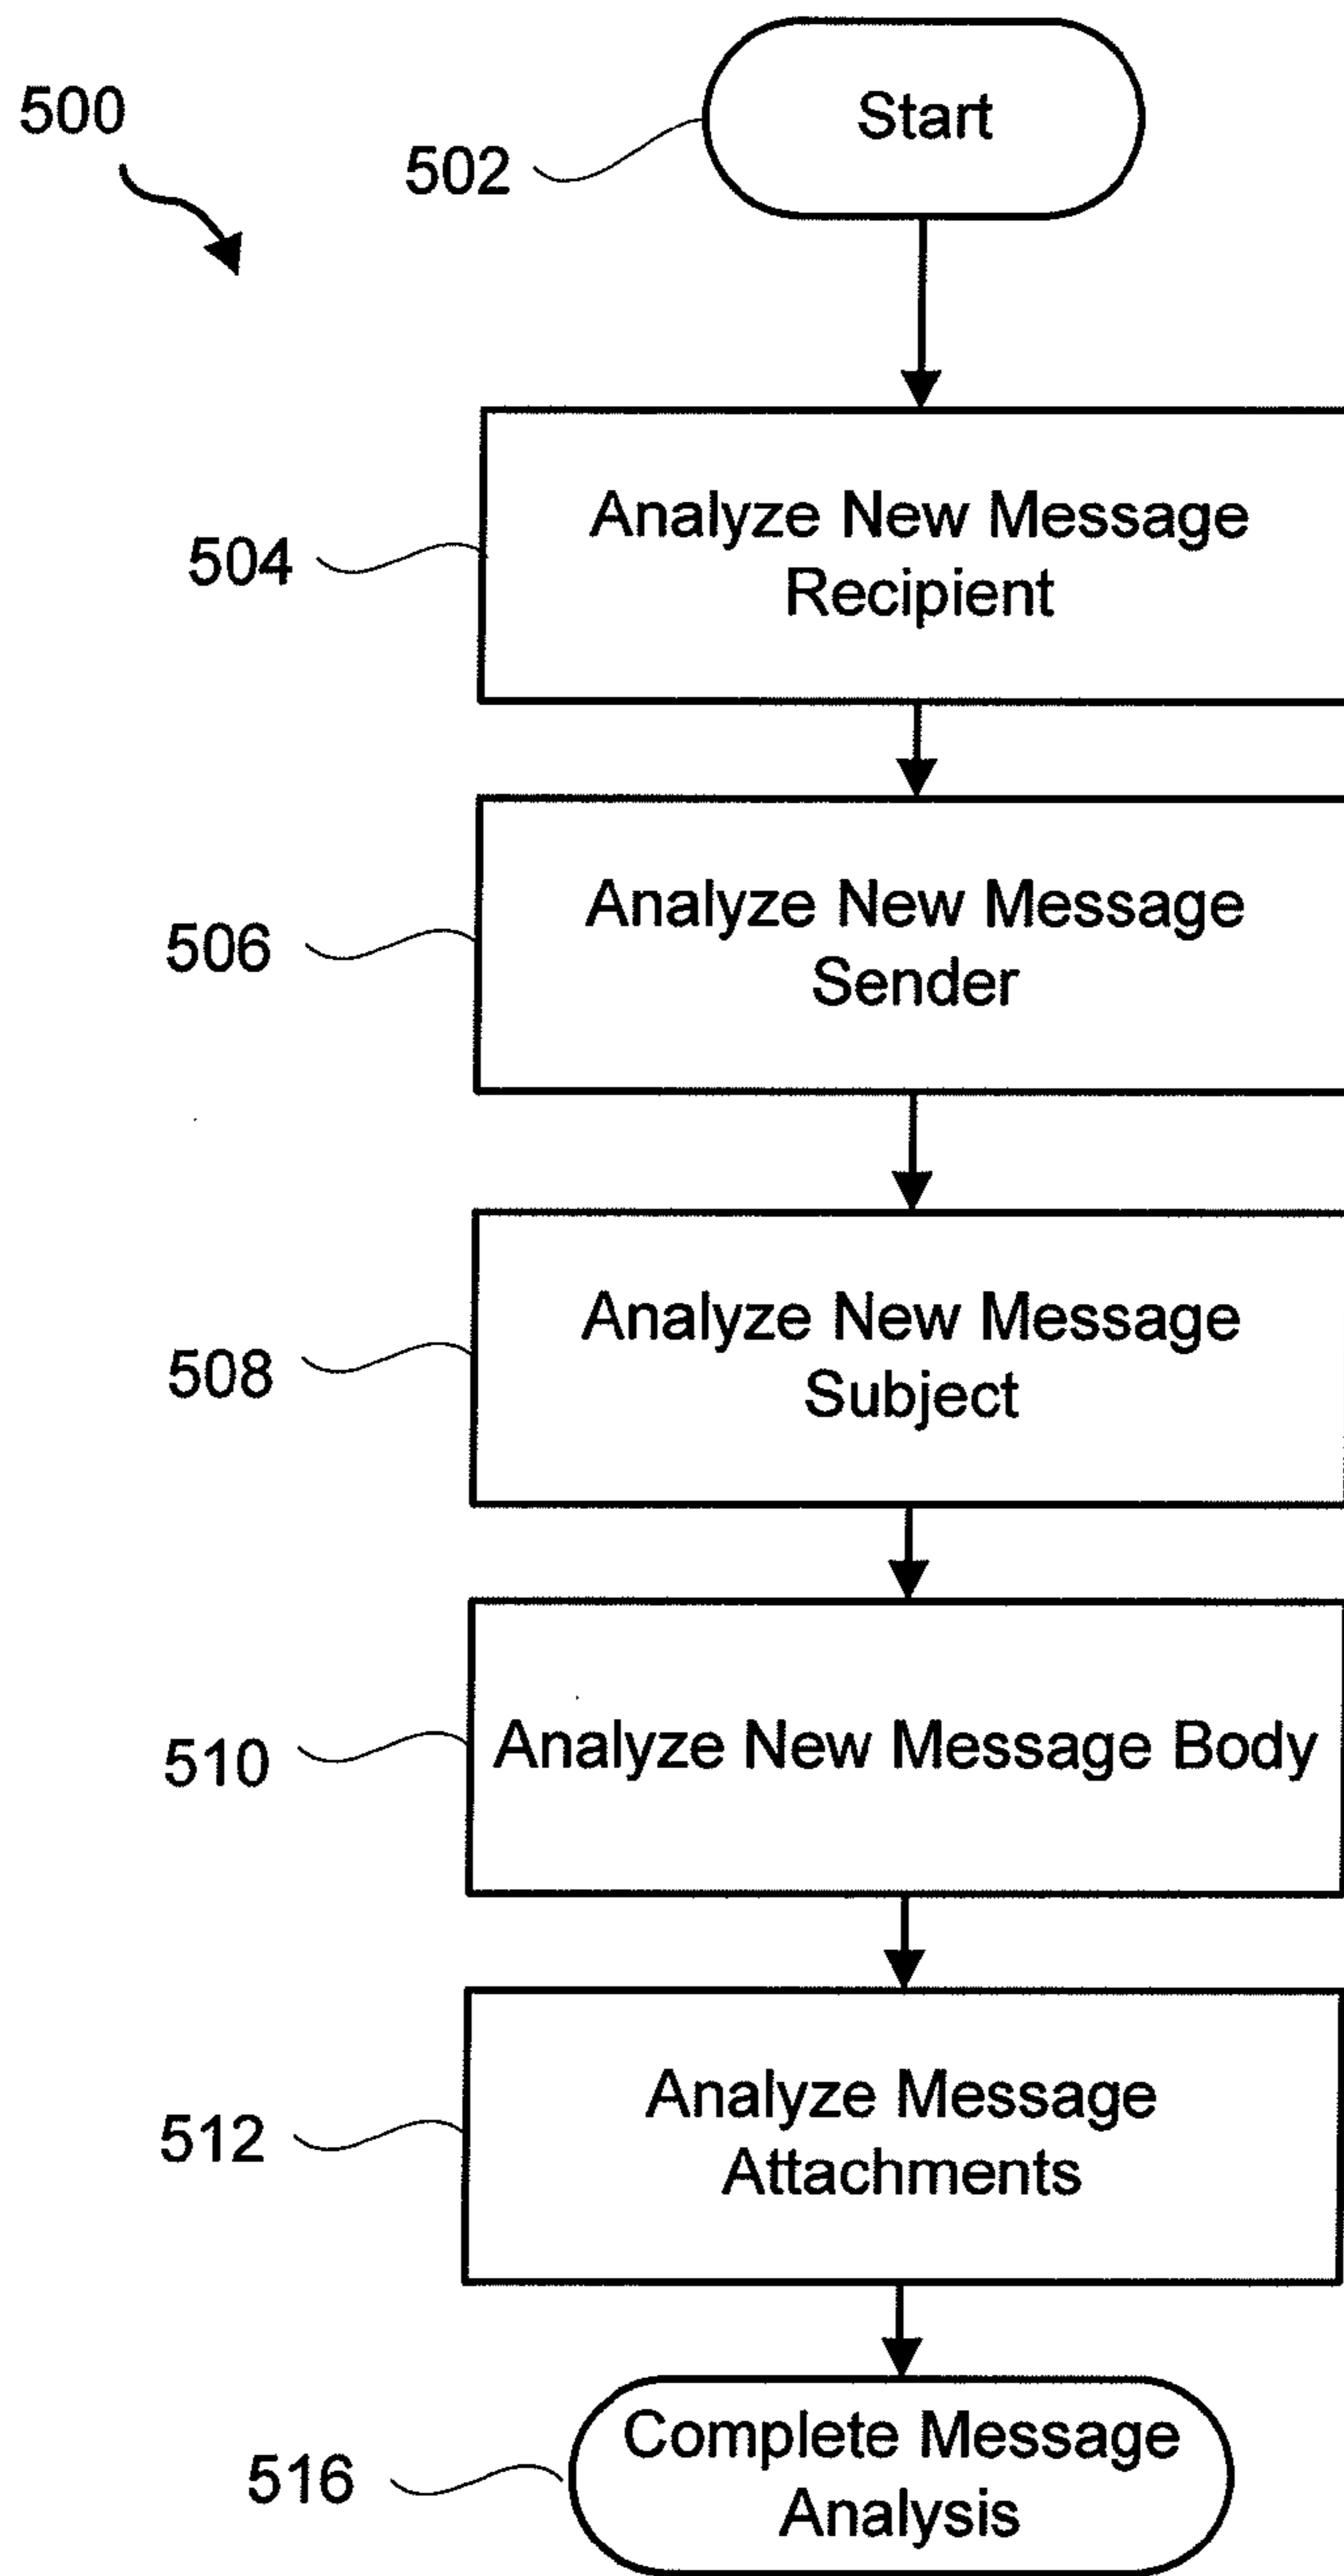 500
502
Start
504
Analyze New Message
Recipient
506
Analyze New Message
Sender
508
Analyze New Message
Subject
510
Analyze New Message Body
512
Analyze Message
Attachments
516
Complete Message
Analysis